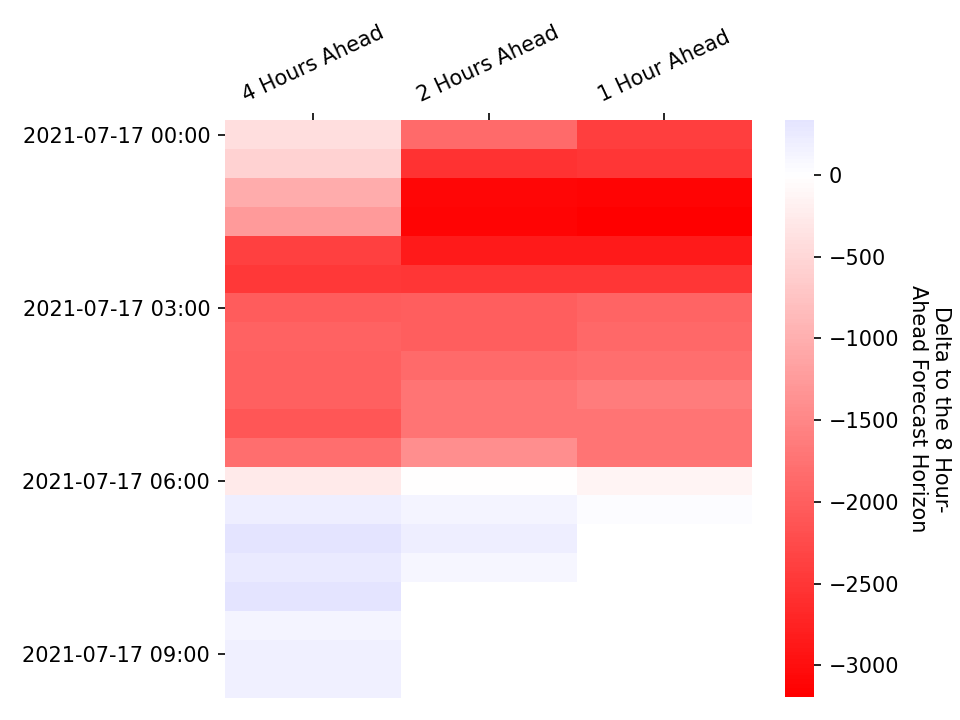 4 Hours Ahead
2 Hours Ahead
1 Hour Ahead
2021-07-17 00:00
2021-07-17 03:00
2021-07-17 06:00
2021-07-17 09:00
0
−500
−1000
−1500
−2000
−2500
−3000
Delta to the 8 Hour-
Ahead Forecast Horizon